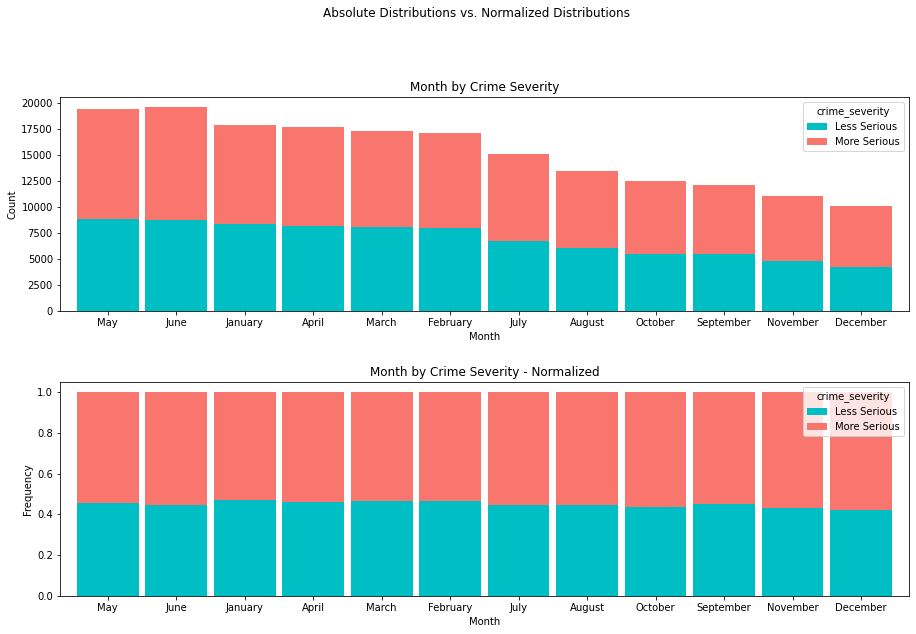 Absolute Distributions vs. Normalized Distributions
Month by Crime Severity
20000
17500
15000
12500
10000
7500
5000
2500
0
Count
crime_severity
Less Serious
More Serious
May June January April March February July August October September November December
Month
Month by Crime Severity - Normalized
1.0
0.8
0.6
0.4
0.2
0.0
Frequency
crime_severity
Less Serious
More Serious
May June January April March February July August October September November December
Month